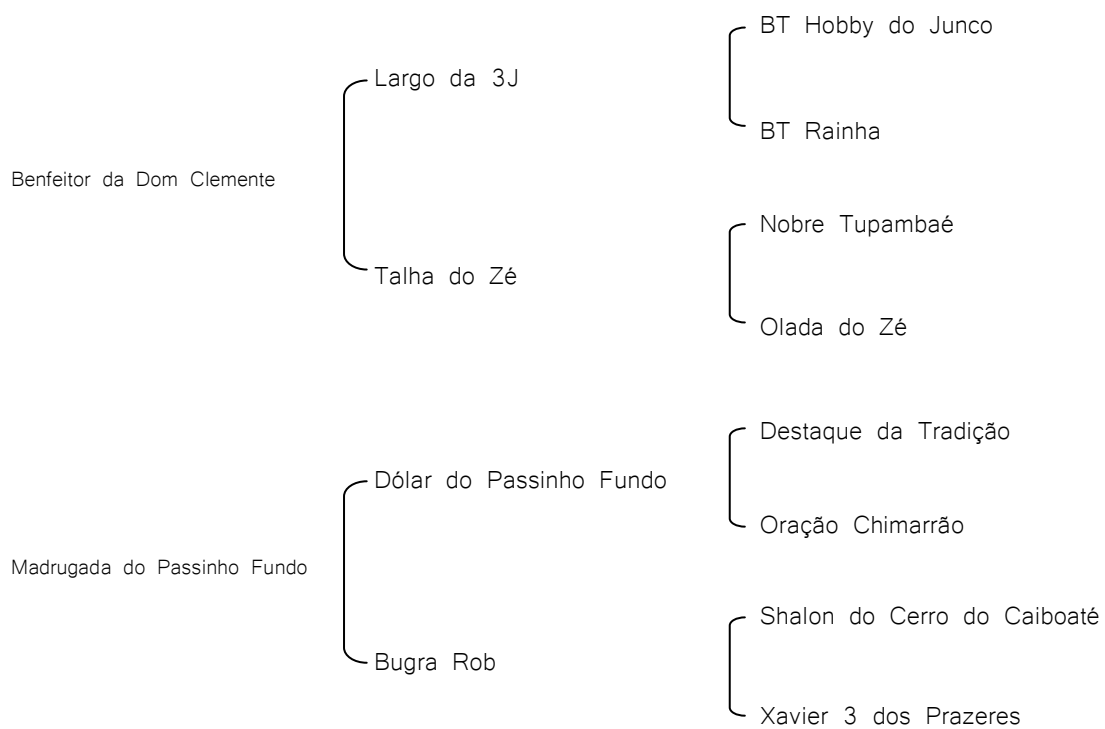 BT Hobby do Junco
Largo da 3J
BT Rainha
Benfeitor da Dom Clemente
Nobre Tupambaé
Talha do Zé
Olada do Zé
Destaque da Tradição
Dólar do Passinho Fundo
Oração Chimarrão
Madrugada do Passinho Fundo
Shalon do Cerro do Caiboaté
Bugra Rob
Xavier 3 dos Prazeres